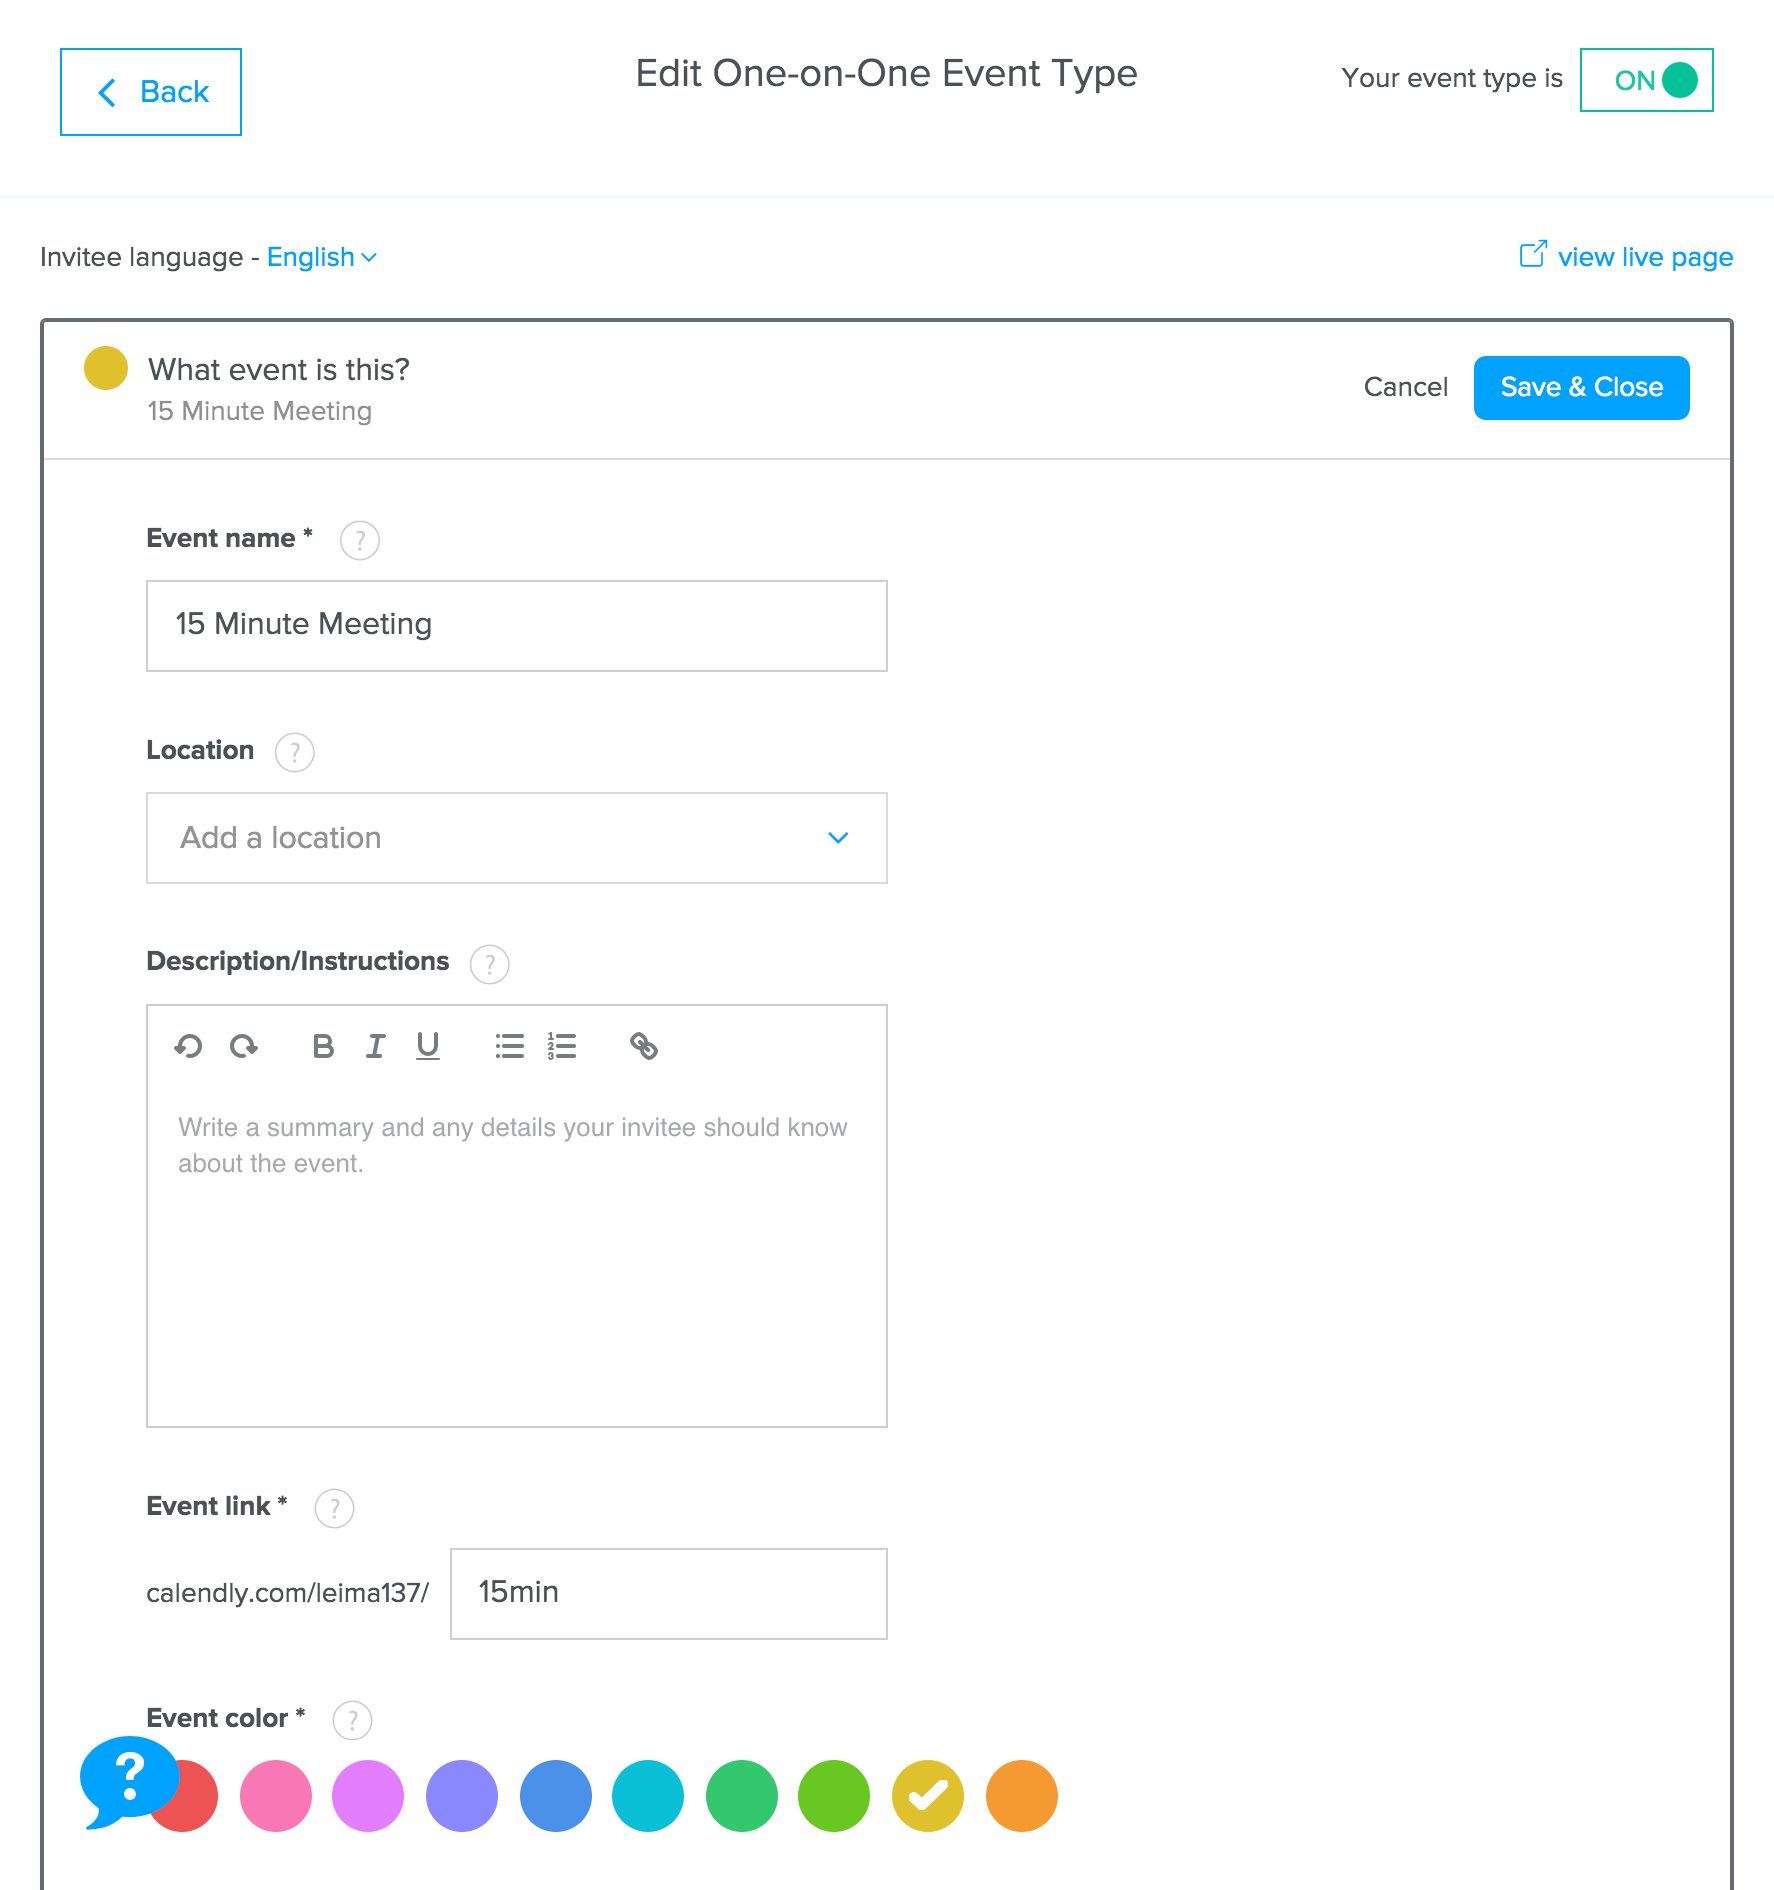 Back
Edit One-on-One Event Type
Your event type is
ON
Invitee language - English
view live page
What event is this?
15 Minute Meeting
Cancel
Save & Close
Event name *
?
15 Minute Meeting
Location
?
Add a location
Description/Instructions
?
B I U
1
2
3
Write a summary and any details your invitee should know
about the event.
Event link *
?
calendly.com/leima137/
15min
Event color *
?
?